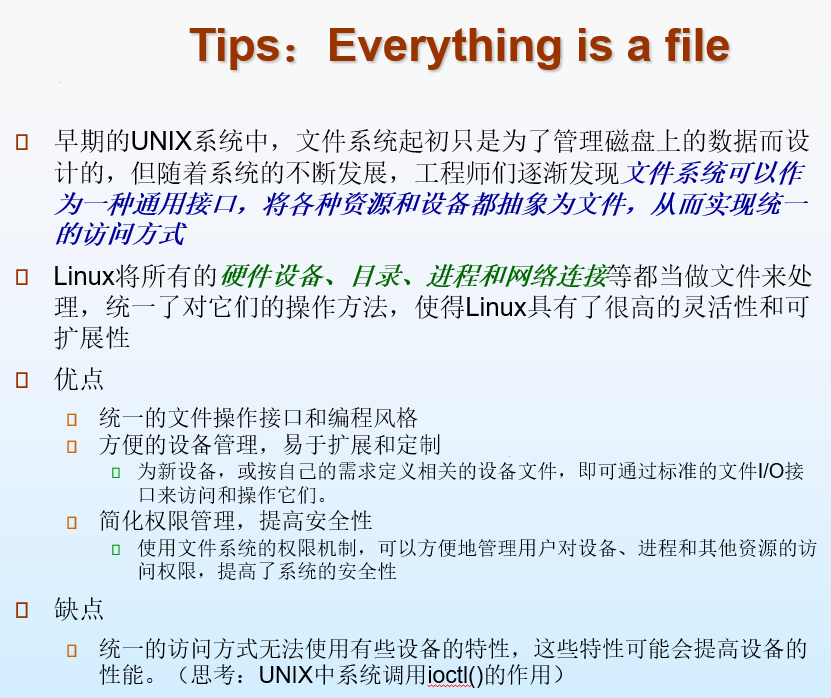 Tips：Everything is a file
早期的UNIX系统中，文件系统起初只是为了管理磁盘上的数据而设
计的，但随着系统的不断发展，工程师们逐渐发现文件系统可以作
为一种通用接口，将各种资源和设备都抽象为文件，从而实现统一
的访问方式
Linux将所有的硬件设备、目录、进程和网络连接等都当做文件来处
理，统一了对它们的操作方法，使得Linux具有了很高的灵活性和可
扩展性
优点
统一的文件操作接口和编程风格
方便的设备管理，易于扩展和定制
为新设备，或按自己的需求定义相关的设备文件，即可通过标准的文件I/O接
口来访问和操作它们。
简化权限管理，提高安全性
使用文件系统的权限机制，可以方便地管理用户对设备、进程和其他资源的访
问权限，提高了系统的安全性
缺点
统一的访问方式无法使用有些设备的特性，这些特性可能会提高设备的
性能。（思考：UNIX中系统调用ioctl()的作用）